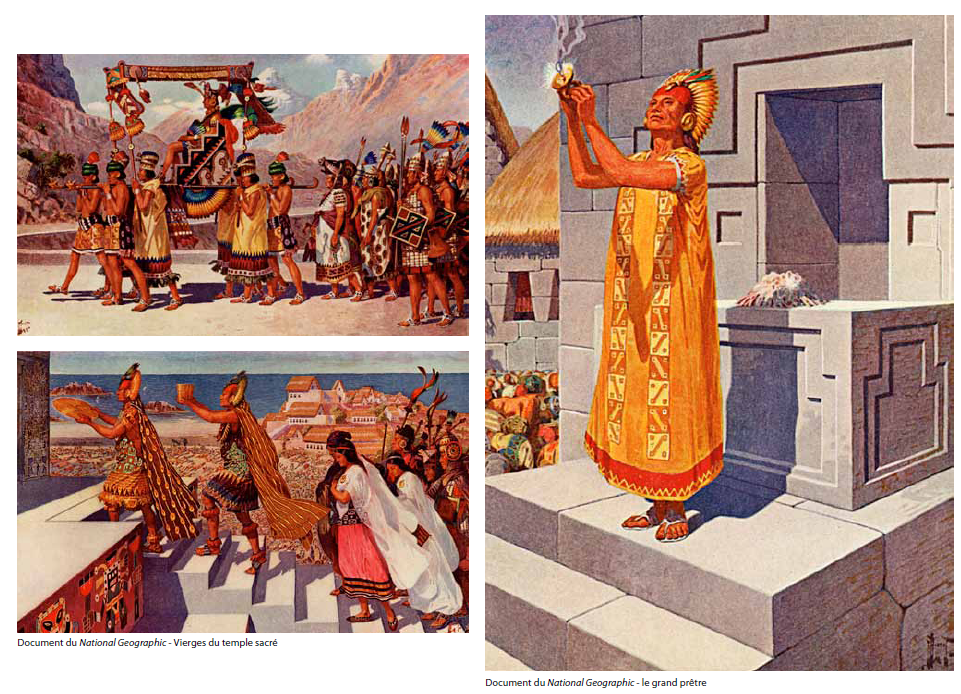 Document du National Geographic - Vierges du temple sacré
Document du National Geographic - le grand prêtre